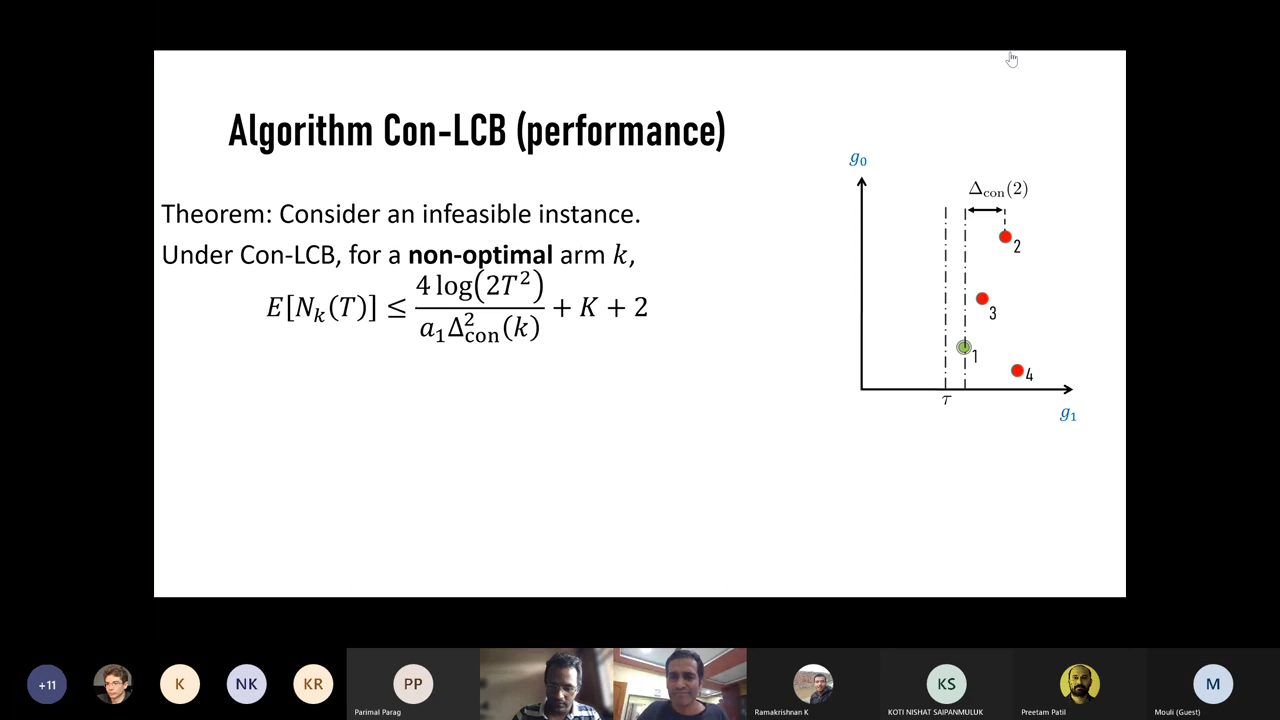 Algorithm Con-LCB (performance)
Theorem: Consider an infeasible instance.
Under Con-LCB, for a non-optimal arm k,
E[N_k(T)] ≤ 4 log(2T²) / (a₁Δ²_con(k)) + K + 2
g₀
Δ_con(2)
2
3
1
4
τ
g₁
+11
K
NK
KR
PP
KS
M
Parimal Parag
Ramakrishnan K
KOTI NISHAT SAIPANMULUK
Preetam Patil
Mouli (Guest)